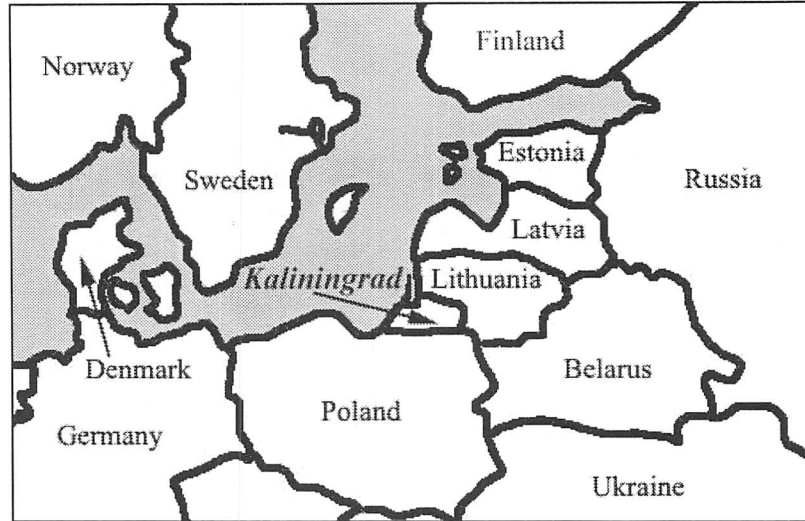 Finland
Norway
Estonia
Sweden
Russia
Latvia
Kaliningrad
Lithuania
Denmark
Belarus
Poland
Germany
Ukraine